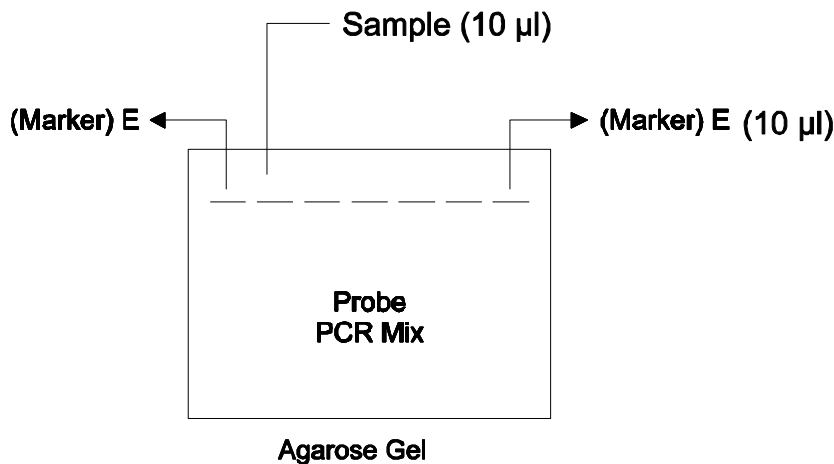 Sample (10 µl)
(Marker) E
(Marker) E (10 µl)
Probe
PCR Mix
Agarose Gel